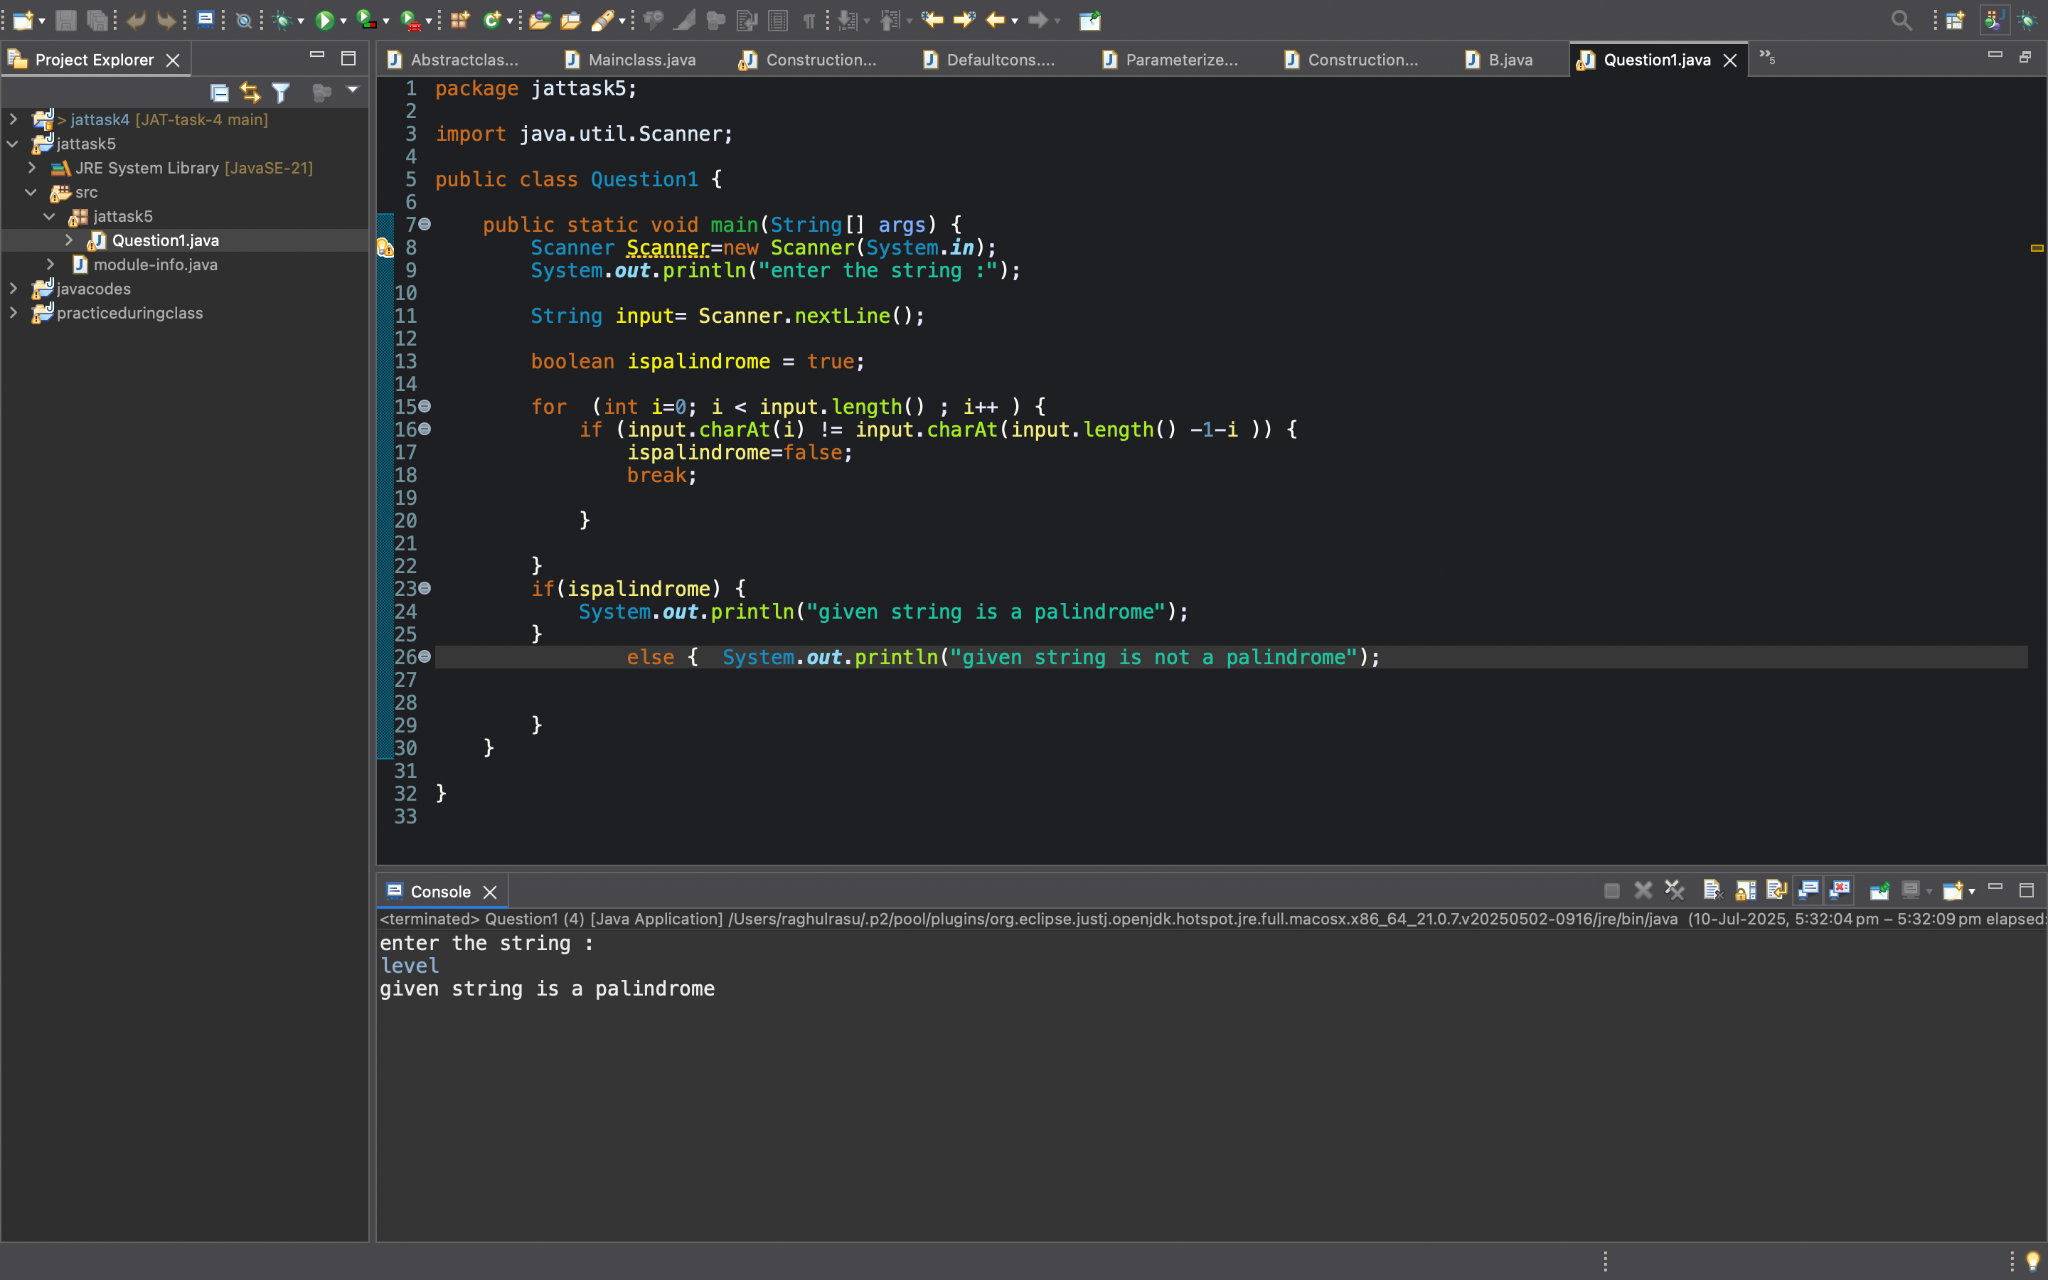 Project Explorer
> jattask4 [JAT-task-4 main]
jattask5
JRE System Library [JavaSE-21]
src
jattask5
Question1.java
module-info.java
javacodes
practiceduringclass
Abstractclas... Mainclass.java Construction... Defaultcons.... Parameterize... Construction... B.java Question1.java »5
1 package jattask5;
2
3 import java.util.Scanner;
4
5 public class Question1 {
6
7 public static void main(String[] args) {
8 Scanner Scanner=new Scanner(System.in);
9 System.out.println("enter the string :");
10
11 String input= Scanner.nextLine();
12
13 boolean ispalindrome = true;
14
15 for  (int i=0; i < input.length() ; i++ ) {
16 if (input.charAt(i) != input.charAt(input.length() -1-i )) {
17 ispalindrome=false;
18 break;
19
20 }
21
22 }
23 if(ispalindrome) {
24 System.out.println("given string is a palindrome");
25 }
26 else {  System.out.println("given string is not a palindrome");
27
28
29 }
30 }
31
32 }
33
Console
<terminated> Question1 (4) [Java Application] /Users/raghulrasu/.p2/pool/plugins/org.eclipse.justj.openjdk.hotspot.jre.full.macosx.x86_64_21.0.7.v20250502-0916/jre/bin/java (10-Jul-2025, 5:32:04 pm – 5:32:09 pm elapsed:
enter the string :
level
given string is a palindrome